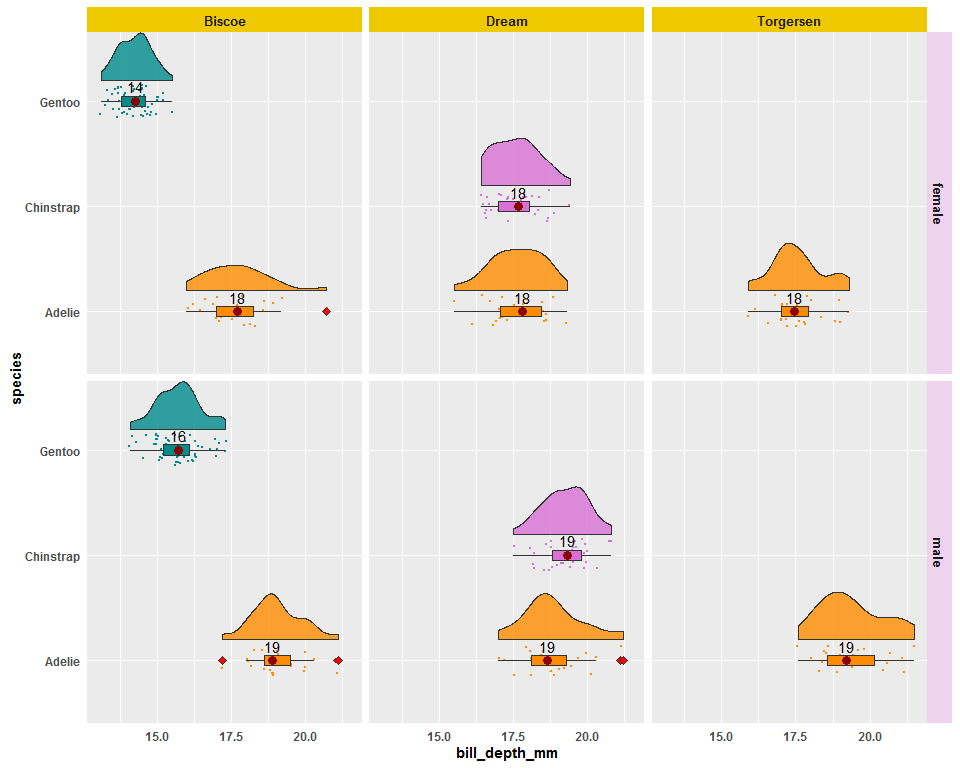 Biscoe Dream Torgersen
Gentoo
14
Chinstrap
18
Adelie
18 18 18
female
species
Gentoo
16
Chinstrap
19
Adelie
19 19 19
male
15.0 17.5 20.0 15.0 17.5 20.0 15.0 17.5 20.0
bill_depth_mm